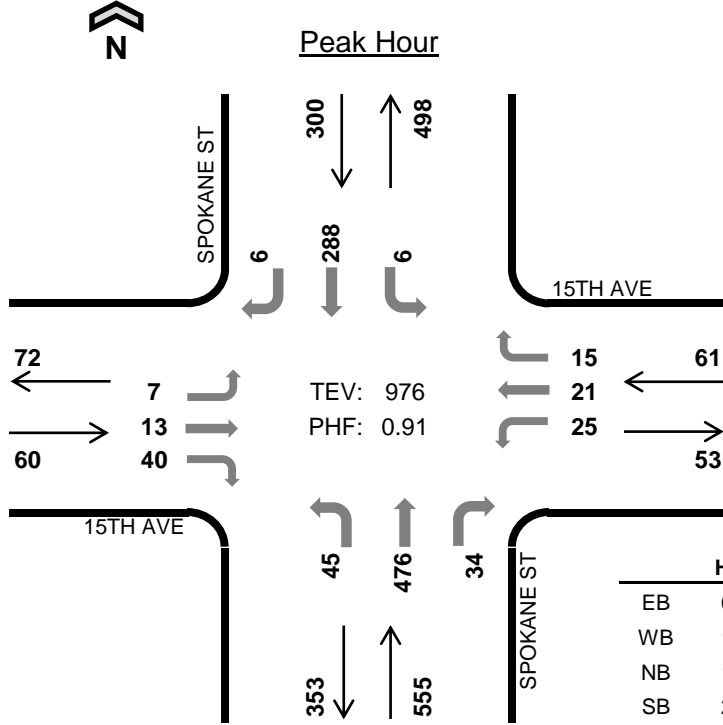 N
Peak Hour
300
498
SPOKANE ST
6
288
6
15TH AVE
72
7
15
61
TEV: 976
13
21
PHF: 0.91
60
40
25
53
15TH AVE
45
476
34
SPOKANE ST
353
555
EB
WB
NB
SB